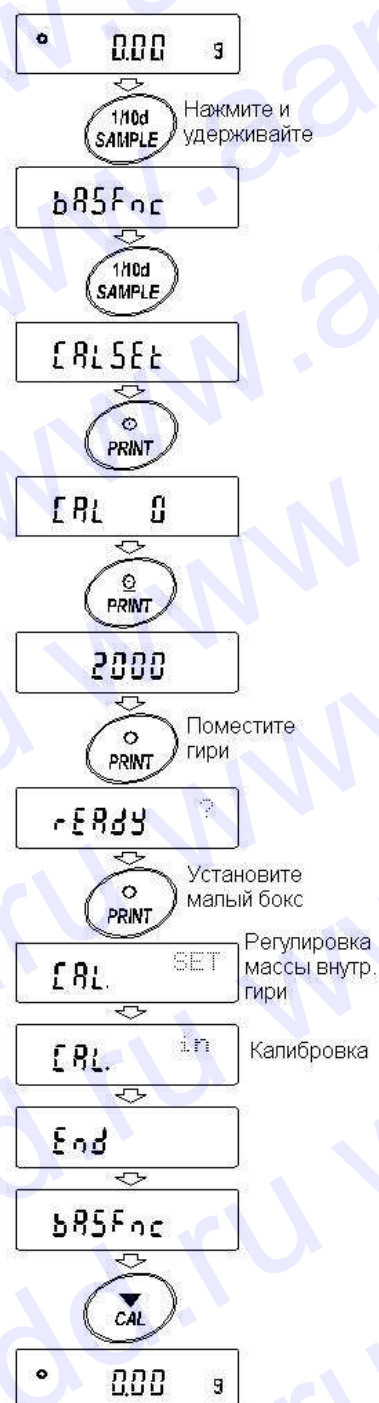 0.00 g
1/10d
SAMPLE
Нажмите и
удерживайте
bASFnc
1/10d
SAMPLE
CALSEt
PRINT
CAL 0
PRINT
2000
PRINT
Поместите
гири
rEAdy ?
PRINT
Установите
малый бокс
CAL. SET
Регулировка
массы внутр.
гири
CAL. in
Калибровка
End
bASFnc
CAL
0.00 g